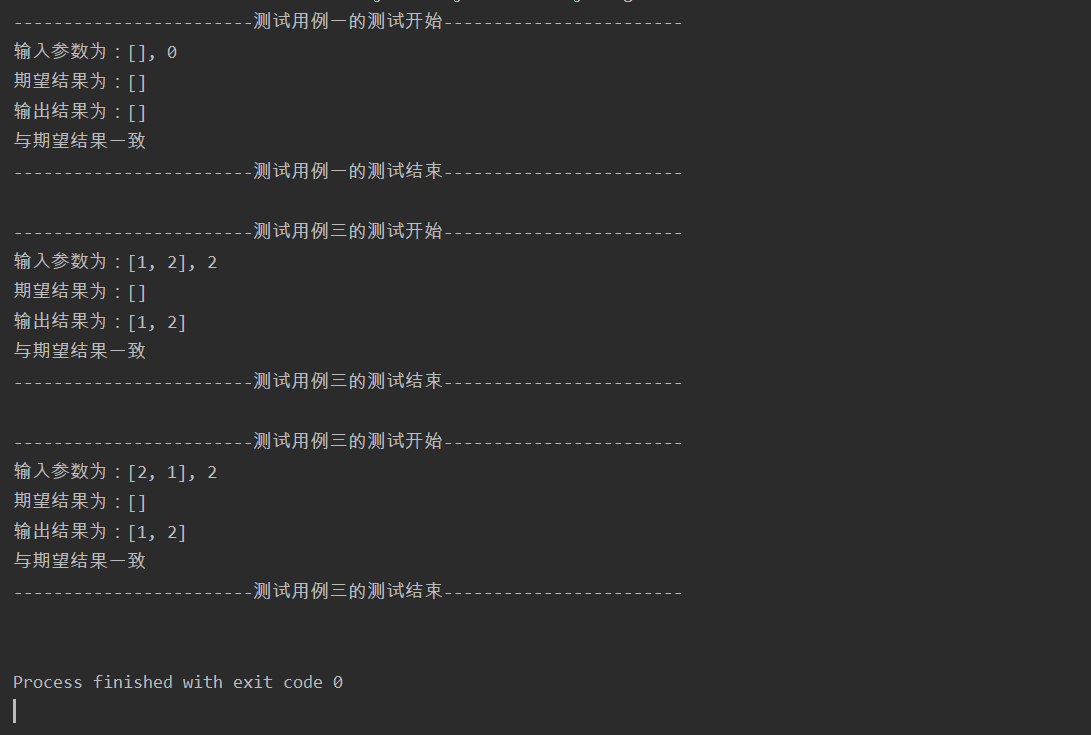 ------------------------测试用例一的测试开始------------------------
输入参数为：[], 0
期望结果为：[]
输出结果为：[]
与期望结果一致
------------------------测试用例一的测试结束------------------------
------------------------测试用例三的测试开始------------------------
输入参数为：[1, 2], 2
期望结果为：[]
输出结果为：[1, 2]
与期望结果一致
------------------------测试用例三的测试结束------------------------
------------------------测试用例三的测试开始------------------------
输入参数为：[2, 1], 2
期望结果为：[]
输出结果为：[1, 2]
与期望结果一致
------------------------测试用例三的测试结束------------------------
Process finished with exit code 0